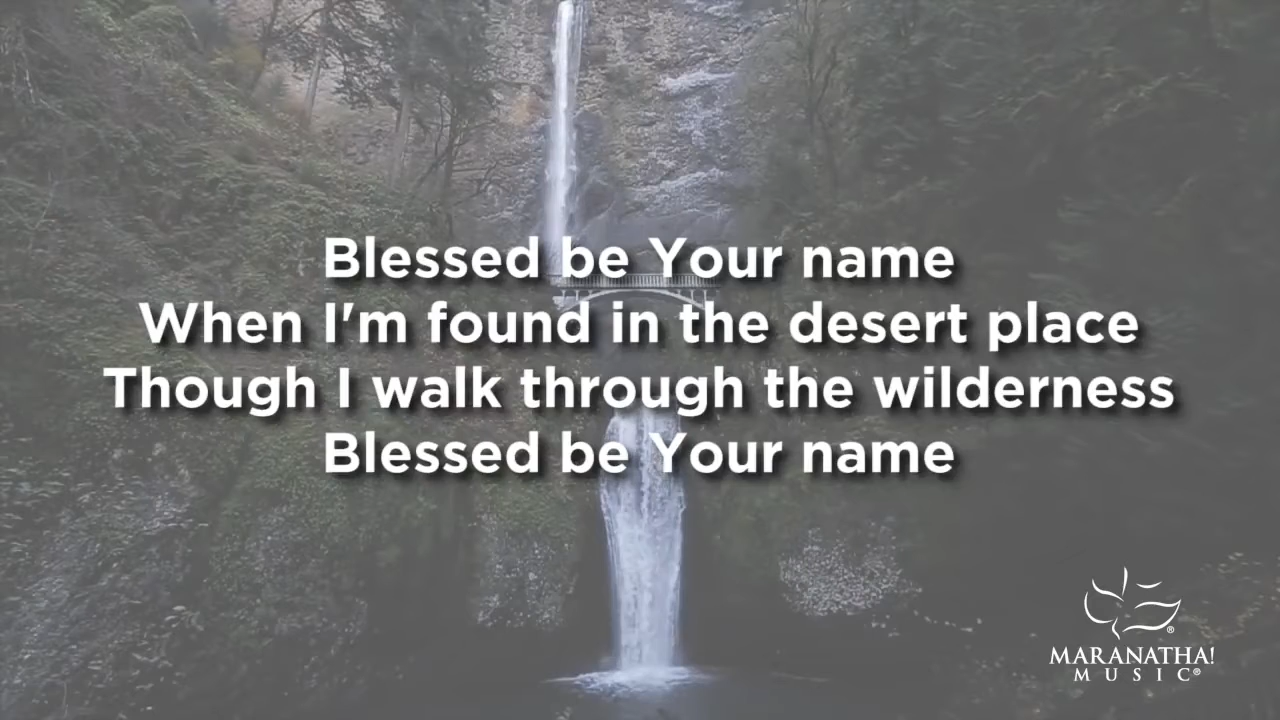 Blessed be Your name
When I'm found in the desert place
Though I walk through the wilderness
Blessed be Your name
MARANATHA!
MUSIC®